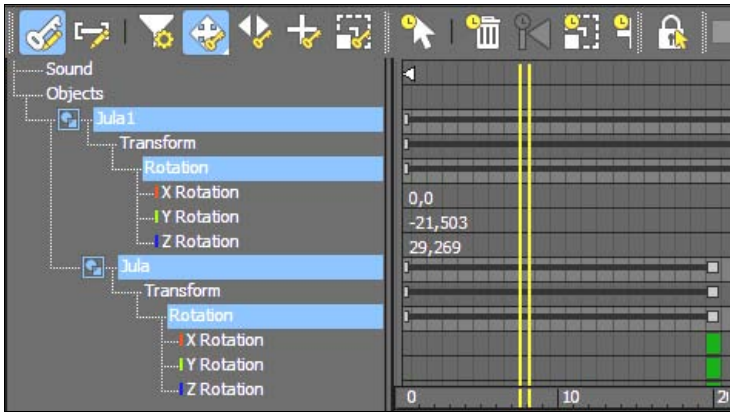 Sound
Objects
Jula1
Transform
Rotation
X Rotation
0,0
Y Rotation
-21,503
Z Rotation
29,269
Jula
Transform
Rotation
X Rotation
Y Rotation
Z Rotation
0 10